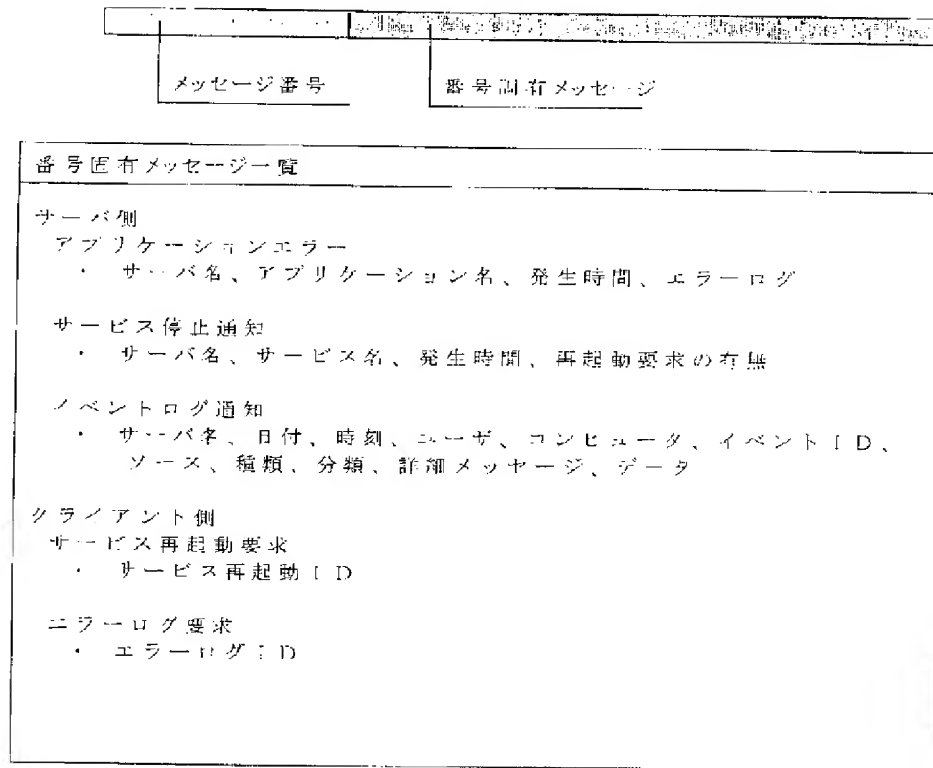 メッセージ番号
番号固有メッセージ
番号固有メッセージ一覧
サーバ側
アプリケーションエラー
・ サーバ名、アプリケーション名、発生時間、エラーログ
サービス停止通知
・ サーバ名、サービス名、発生時間、再起動要求の有無
イベントログ通知
・ サーバ名、日付、時刻、ユーザ、コンピュータ、イベントＩＤ、
ソース、種類、分類、詳細メッセージ、データ
クライアント側
サービス再起動要求
・ サービス再起動ＩＤ
エラーログ要求
・ エラーログＩＤ